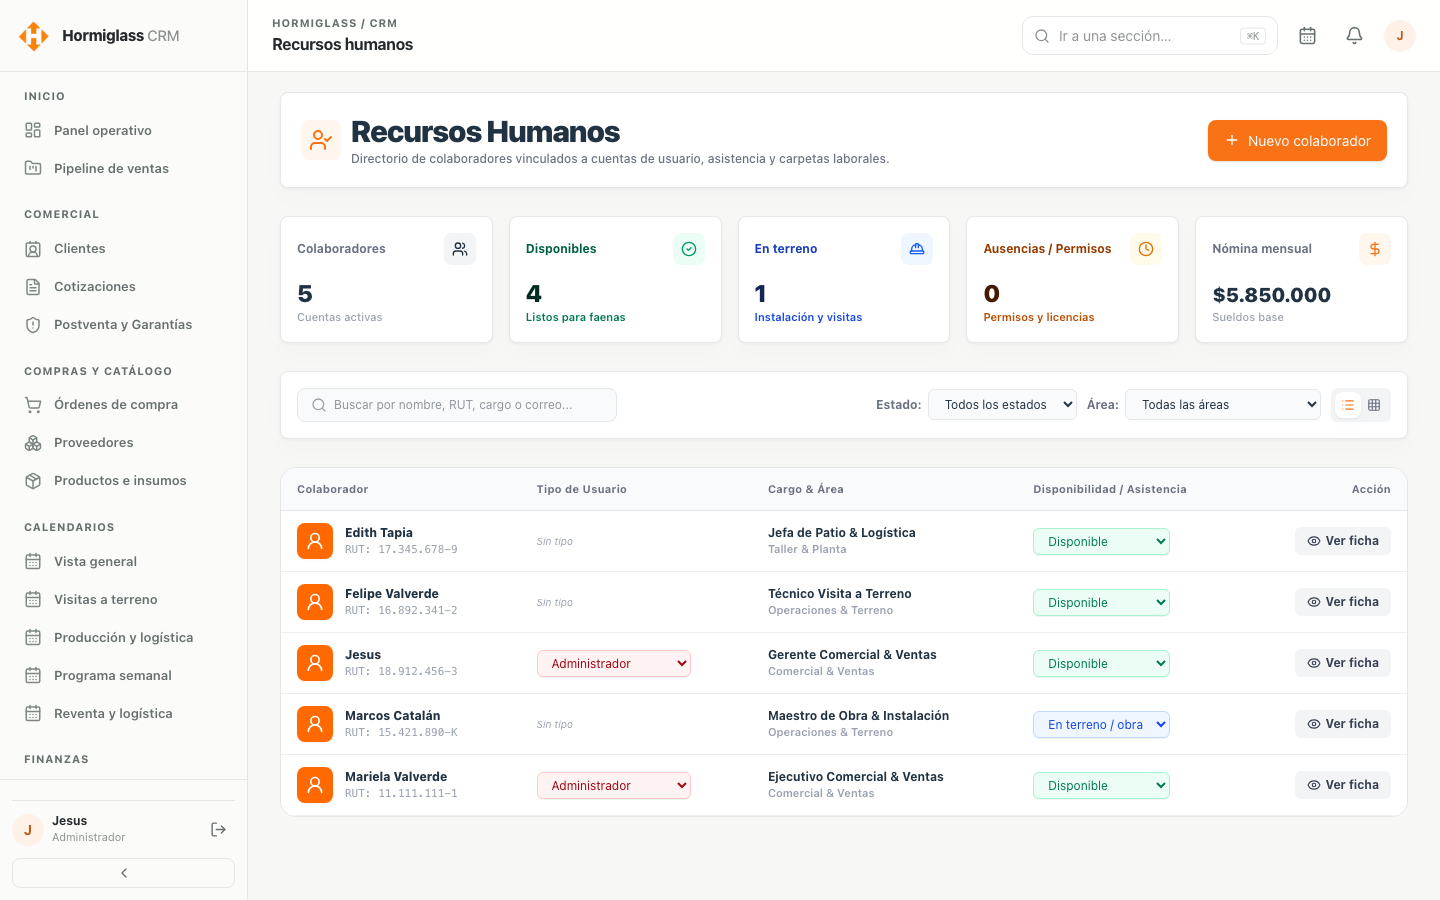 Hormiglass CRM
INICIO
Panel operativo
Pipeline de ventas
COMERCIAL
Clientes
Cotizaciones
Postventa y Garantías
COMPRAS Y CATÁLOGO
Órdenes de compra
Proveedores
Productos e insumos
CALENDARIOS
Vista general
Visitas a terreno
Producción y logística
Programa semanal
Reventa y logística
FINANZAS
J
Jesus
Administrador
HORMIGLASS / CRM
Recursos humanos
Ir a una sección...
⌘K
J
Recursos Humanos
Directorio de colaboradores vinculados a cuentas de usuario, asistencia y carpetas laborales.
+ Nuevo colaborador
Colaboradores
5
Cuentas activas
Disponibles
4
Listos para faenas
En terreno
1
Instalación y visitas
Ausencias / Permisos
0
Permisos y licencias
Nómina mensual
$5.850.000
Sueldos base
Buscar por nombre, RUT, cargo o correo...
Estado: Todos los estados
Área: Todas las áreas
Colaborador Tipo de Usuario Cargo & Área Disponibilidad / Asistencia Acción
Edith Tapia
RUT: 17.345.678-9
Sin tipo
Jefa de Patio & Logística
Taller & Planta
Disponible
Ver ficha
Felipe Valverde
RUT: 16.892.341-2
Sin tipo
Técnico Visita a Terreno
Operaciones & Terreno
Disponible
Ver ficha
Jesus
RUT: 18.912.456-3
Administrador
Gerente Comercial & Ventas
Comercial & Ventas
Disponible
Ver ficha
Marcos Catalán
RUT: 15.421.890-K
Sin tipo
Maestro de Obra & Instalación
Operaciones & Terreno
En terreno / obra
Ver ficha
Mariela Valverde
RUT: 11.111.111-1
Administrador
Ejecutivo Comercial & Ventas
Comercial & Ventas
Disponible
Ver ficha